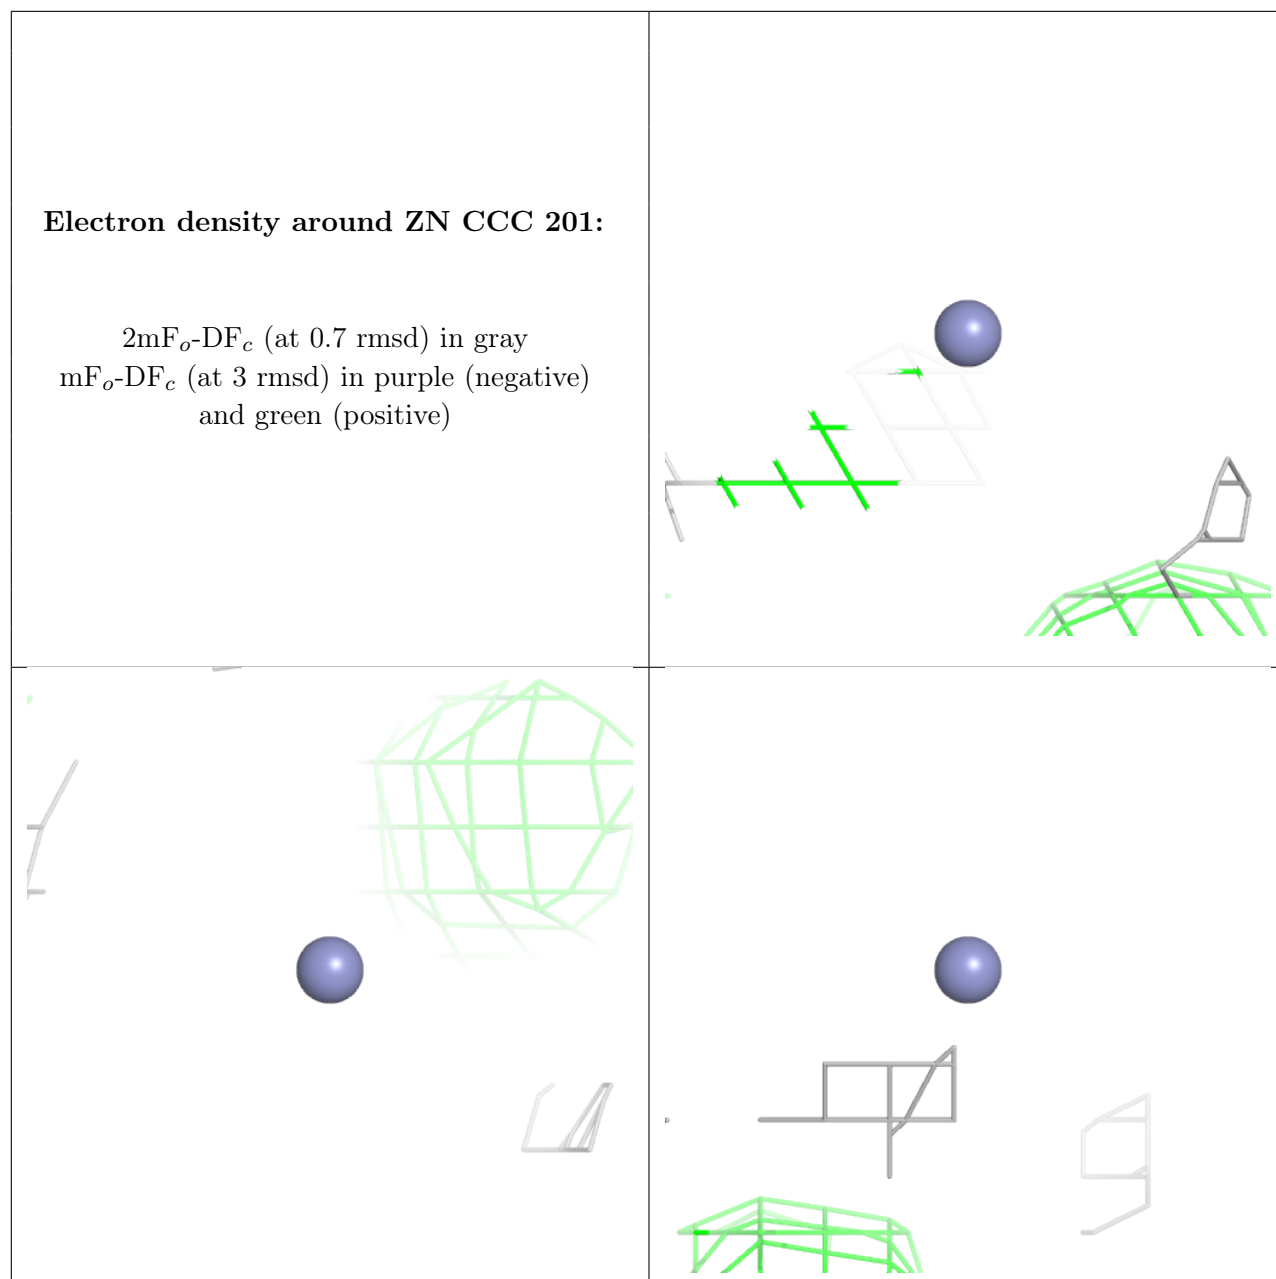 Electron density around ZN CCC 201:
2mFo-DFc (at 0.7 rmsd) in gray
mFo-DFc (at 3 rmsd) in purple (negative)
and green (positive)